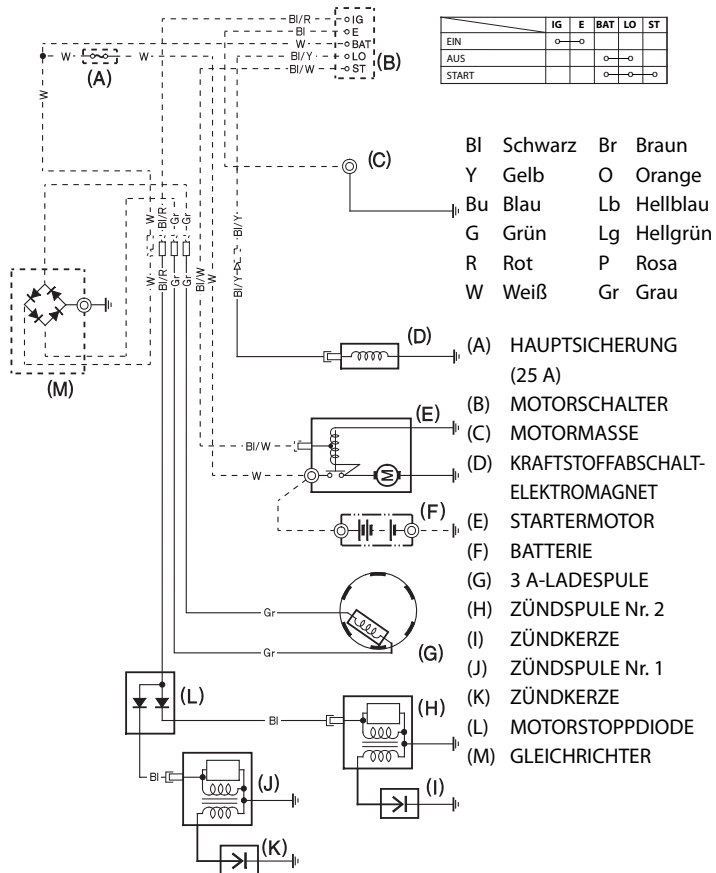 Bl/R IG
Bl E
W BAT
Bl/Y LO
Bl/W ST
(B)
IG E BAT LO ST
EIN
AUS
START
W
(A)
W
W
(C)
Bl Schwarz Br Braun
Y Gelb O Orange
Bu Blau Lb Hellblau
G Grün Lg Hellgrün
R Rot P Rosa
W Weiß Gr Grau
W
Bl/R
Gr
Gr
Bl/Y
Bl/R
Gr
Gr
Bl/W
W
Bl/Y
(M)
(D)
(E)
Bl/W
W
M
(F)
Gr
Gr
(G)
(L)
Bl
(H)
Bl
(J)
(I)
(K)
(A) HAUPTSICHERUNG
(25 A)
(B) MOTORSCHALTER
(C) MOTORMASSE
(D) KRAFTSTOFFABSCHALT-
ELEKTROMAGNET
(E) STARTERMOTOR
(F) BATTERIE
(G) 3 A-LADESPULE
(H) ZÜNDSPULE Nr. 2
(I) ZÜNDKERZE
(J) ZÜNDSPULE Nr. 1
(K) ZÜNDKERZE
(L) MOTORSTOPPDIODE
(M) GLEICHRICHTER